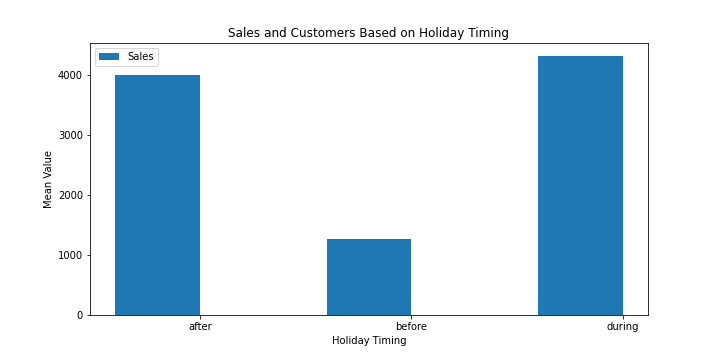 Sales and Customers Based on Holiday Timing
Sales
Mean Value
4000
3000
2000
1000
0
after before during
Holiday Timing